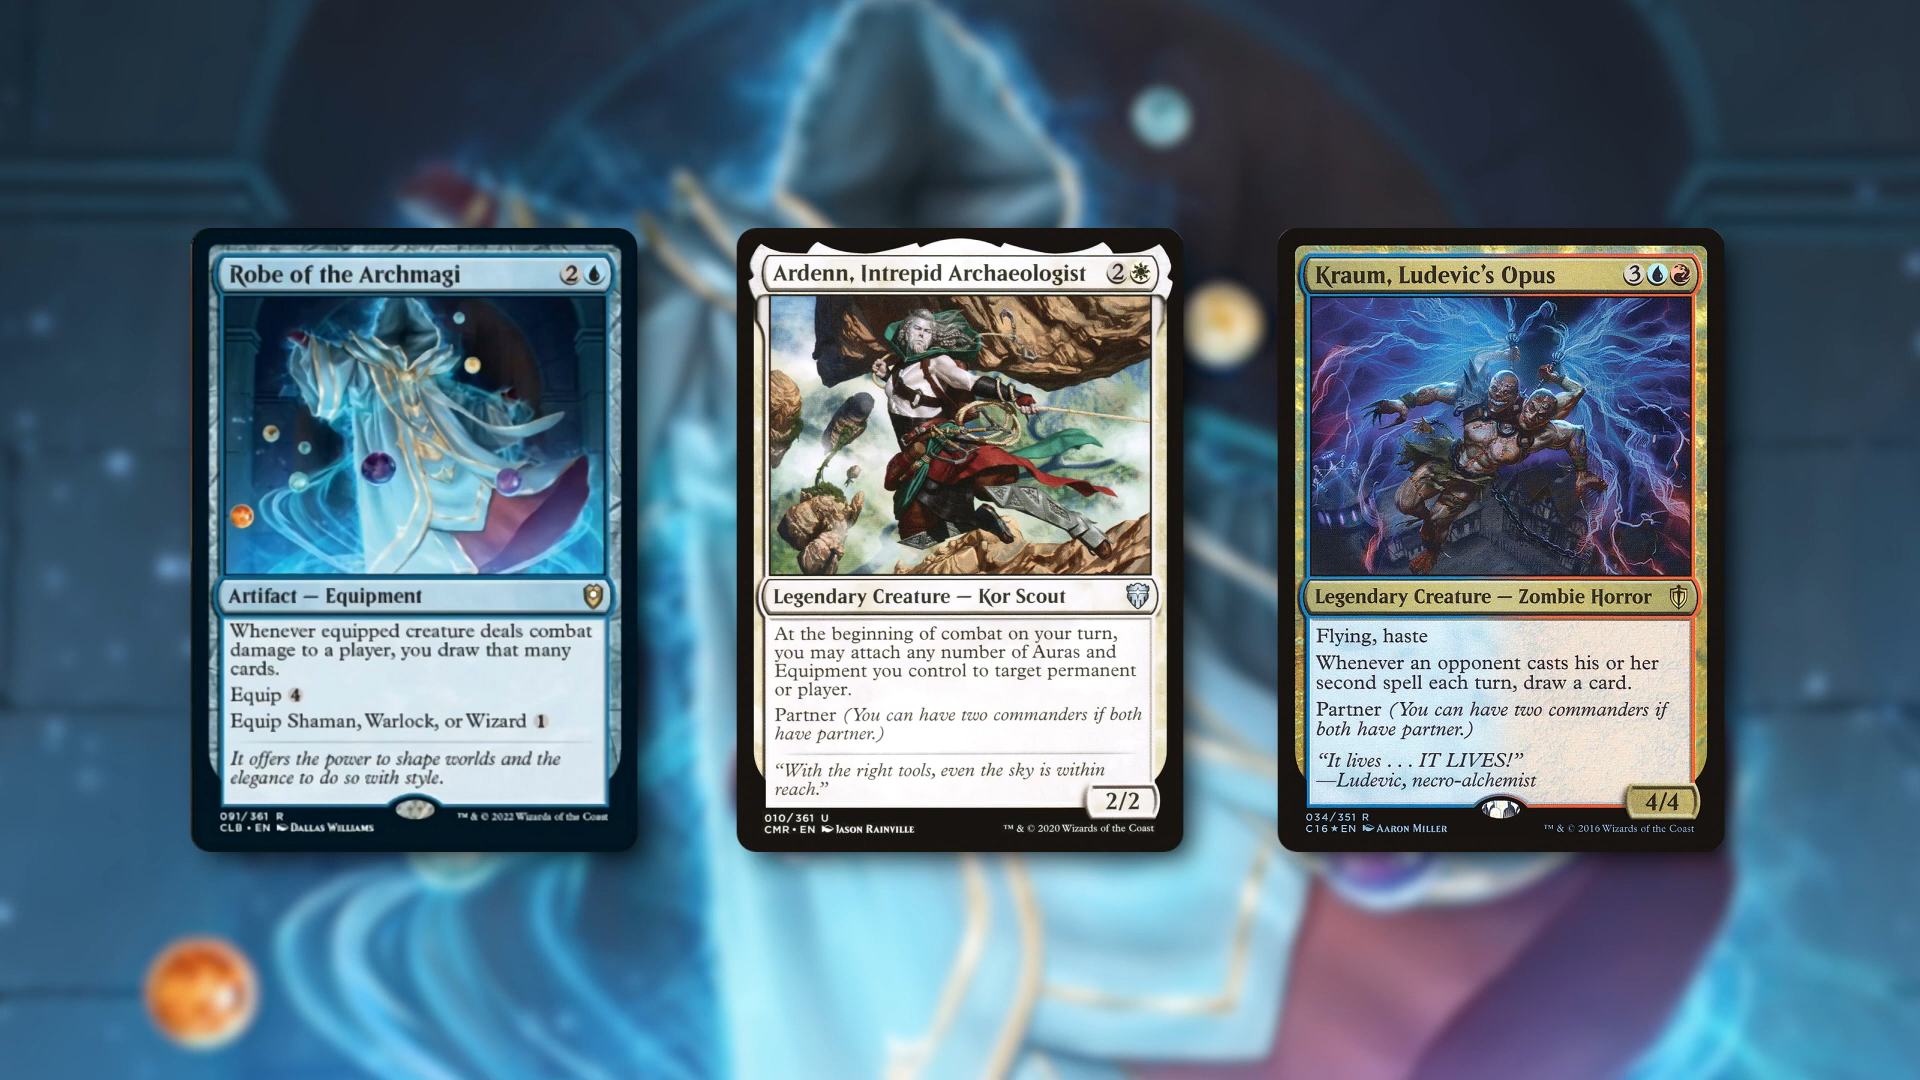 Robe of the Archmagi 2
Artifact — Equipment
Whenever equipped creature deals combat
damage to a player, you draw that many
cards.
Equip 4
Equip Shaman, Warlock, or Wizard 1
It offers the power to shape worlds and the
elegance to do so with style.
091/361 R
CLB • EN DALLAS WILLIAMS
™ & © 2022 Wizards of the Coast
Ardenn, Intrepid Archaeologist 2
Legendary Creature — Kor Scout
At the beginning of combat on your turn,
you may attach any number of Auras and
Equipment you control to target permanent
or player.
Partner (You can have two commanders if both
have partner.)
“With the right tools, even the sky is within
reach.”
2/2
010/361 U
CMR • EN JASON RAINVILLE
™ & © 2020 Wizards of the Coast
Kraum, Ludevic’s Opus 3
Legendary Creature — Zombie Horror
Flying, haste
Whenever an opponent casts his or her
second spell each turn, draw a card.
Partner (You can have two commanders if
both have partner.)
“It lives . . . IT LIVES!”
—Ludevic, necro-alchemist
4/4
034/351 R
C16 ★ EN AARON MILLER
™ & © 2016 Wizards of the Coast